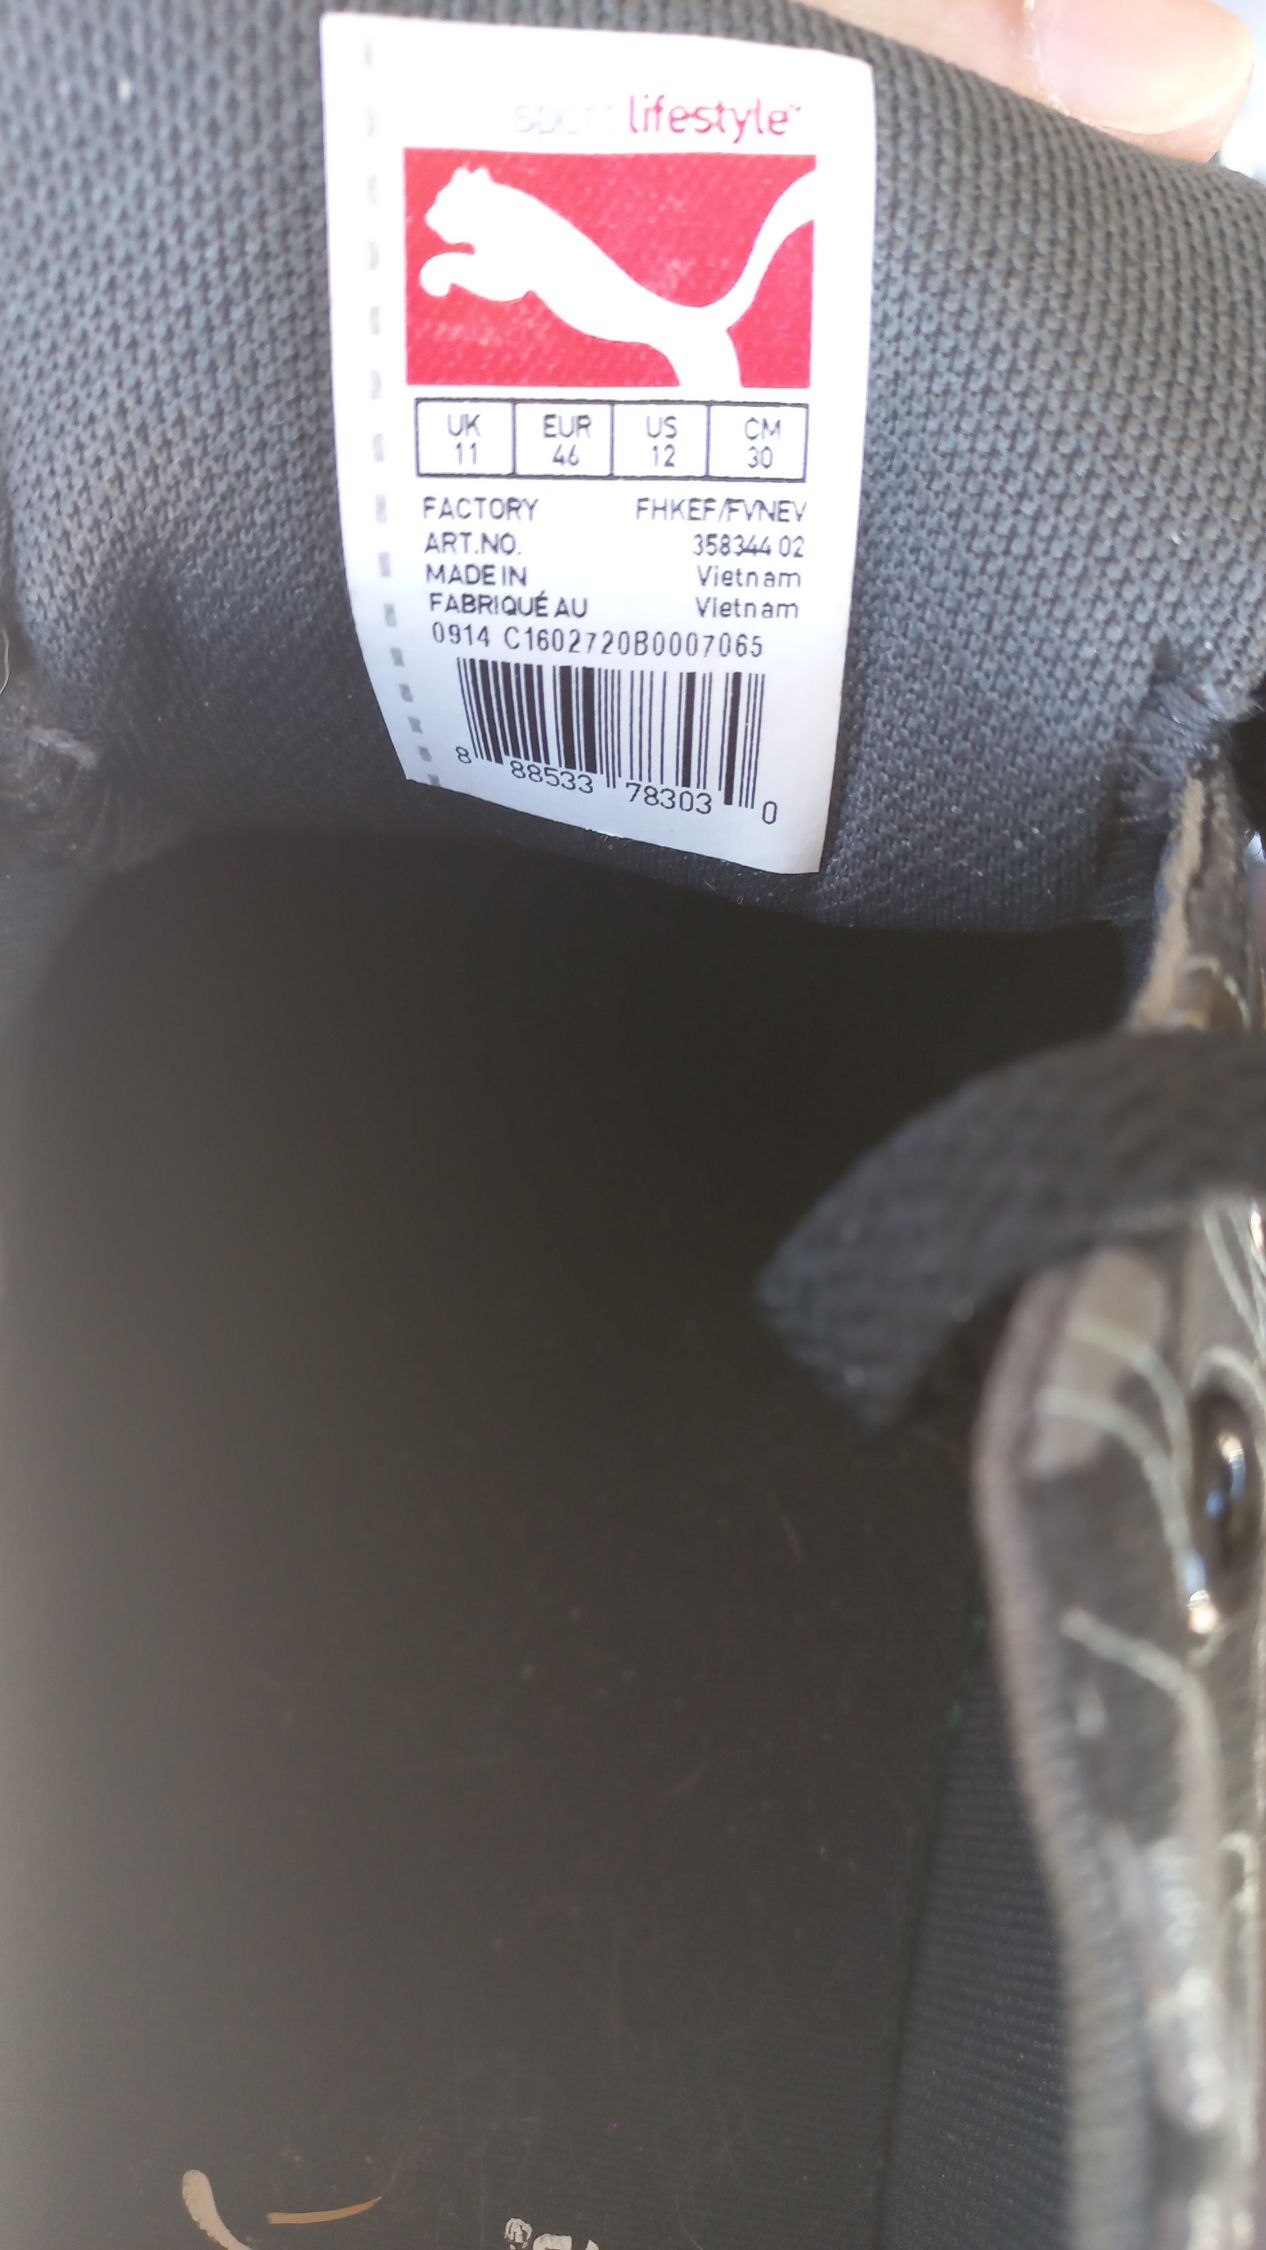 sport lifestyle™
UK EUR US CM
11 46 12 30
FACTORY FHKEF/FVNEV
ART.NO. 358344 02
MADE IN Vietnam
FABRIQUÉ AU Vietnam
0914 C1602720B0007065
8 88533 78303 0